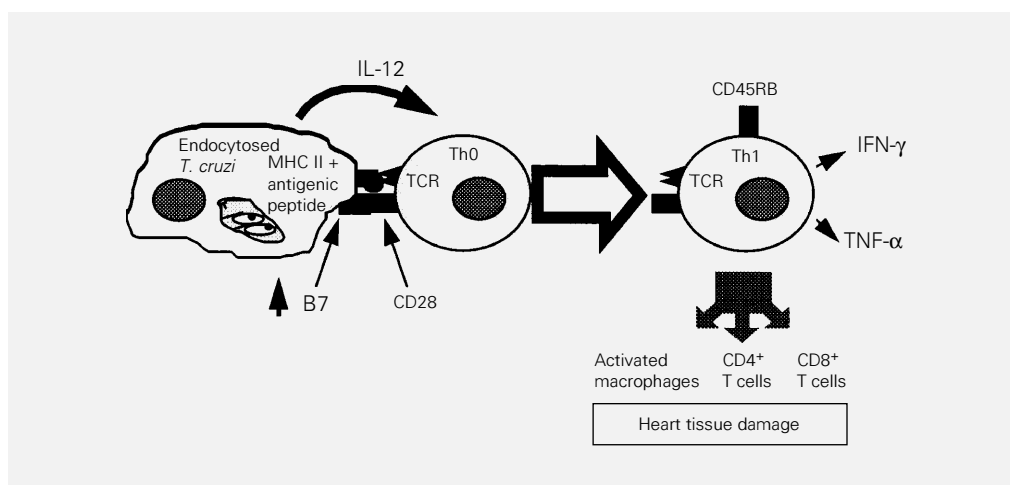 IL-12
CD45RB
Endocytosed
T. cruzi
MHC II +
antigenic
peptide
TCR
Th0
Th1
TCR
IFN-γ
TNF-α
B7
CD28
Activated
macrophages
CD4+
T cells
CD8+
T cells
Heart tissue damage